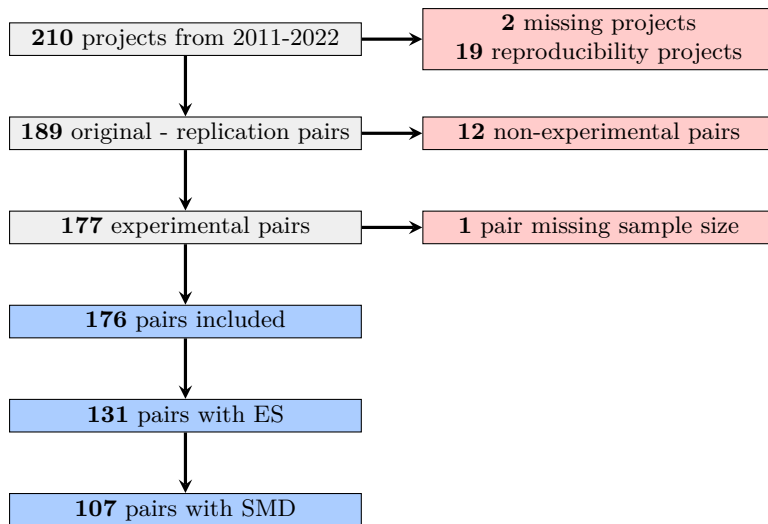 210 projects from 2011-2022
2 missing projects
19 reproducibility projects
189 original - replication pairs
12 non-experimental pairs
177 experimental pairs
1 pair missing sample size
176 pairs included
131 pairs with ES
107 pairs with SMD